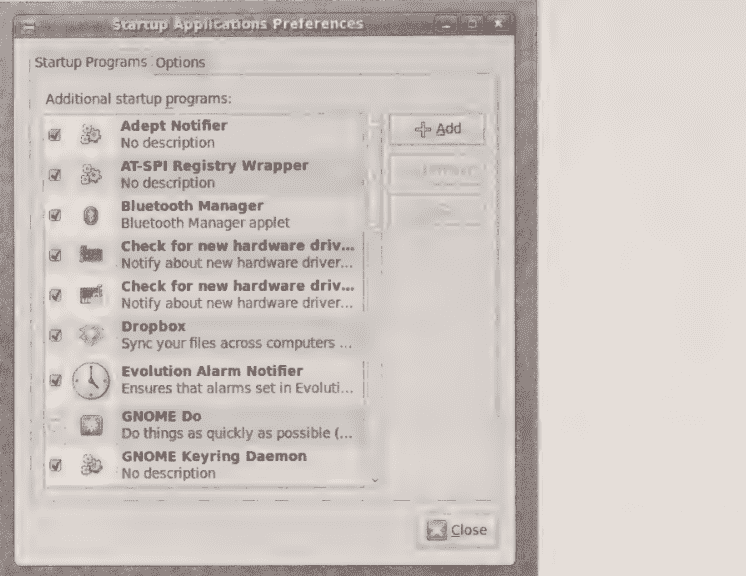 Startup Applications Preferences
Startup Programs Options
Additional startup programs:
Adept Notifier
No description
Add
AT-SPI Registry Wrapper
No description
Bluetooth Manager
Bluetooth Manager applet
Check for new hardware driv...
Notify about new hardware driver...
Check for new hardware driv...
Notify about new hardware driver...
Dropbox
Sync your files across computers ...
Evolution Alarm Notifier
Ensures that alarms set in Evoluti...
GNOME Do
Do things as quickly as possible (...
GNOME Keyring Daemon
No description
Close